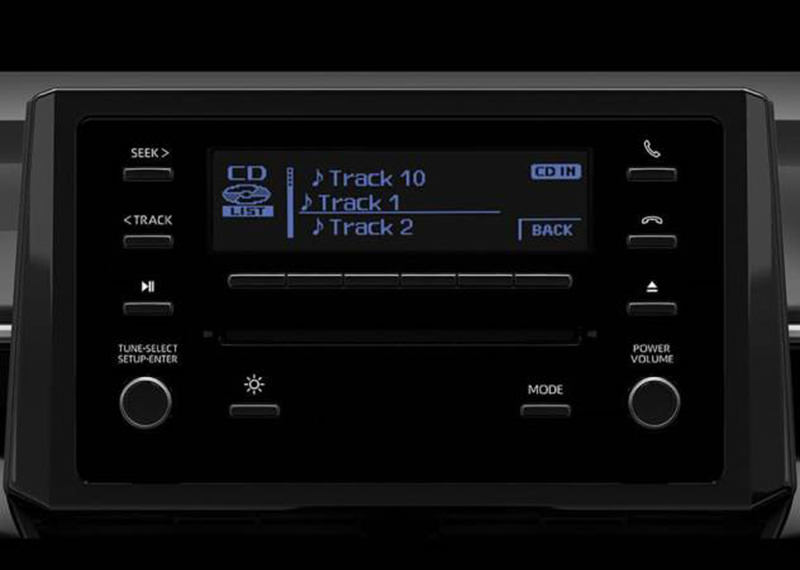 SEEK >
< TRACK
TUNE•SELECT
SETUP•ENTER
CD
LIST
♪ Track 10
♪ Track 1
♪ Track 2
CD IN
BACK
MODE
POWER
VOLUME